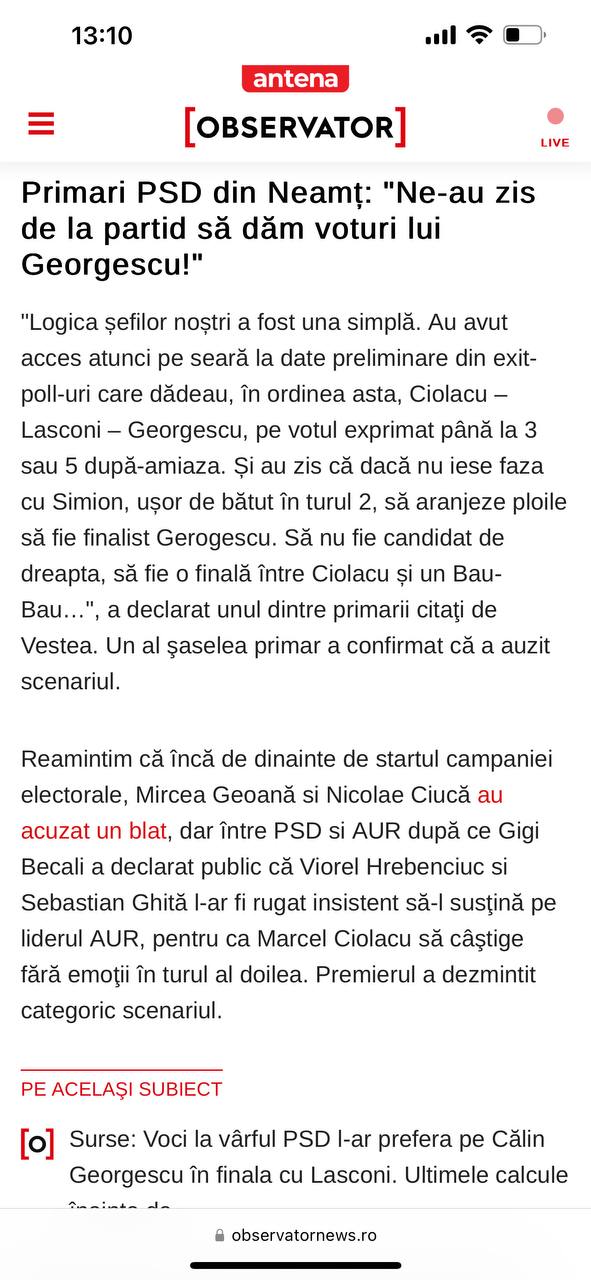 13:10
antena
[OBSERVATOR]
LIVE
Primari PSD din Neamț: "Ne-au zis
de la partid să dăm voturi lui
Georgescu!"
"Logica șefilor noștri a fost una simplă. Au avut
acces atunci pe seară la date preliminare din exit-
poll-uri care dădeau, în ordinea asta, Ciolacu –
Lasconi – Georgescu, pe votul exprimat până la 3
sau 5 după-amiaza. Și au zis că dacă nu iese faza
cu Simion, ușor de bătut în turul 2, să aranjeze ploile
să fie finalist Gerogescu. Să nu fie candidat de
dreapta, să fie o finală între Ciolacu și un Bau-
Bau…", a declarat unul dintre primarii citaţi de
Vestea. Un al şaselea primar a confirmat că a auzit
scenariul.
Reamintim că încă de dinainte de startul campaniei
electorale, Mircea Geoană si Nicolae Ciucă au
acuzat un blat, dar între PSD si AUR după ce Gigi
Becali a declarat public că Viorel Hrebenciuc si
Sebastian Ghită l-ar fi rugat insistent să-l susţină pe
liderul AUR, pentru ca Marcel Ciolacu să câştige
fără emoţii în turul al doilea. Premierul a dezmintit
categoric scenariul.
PE ACELAŞI SUBIECT
[o] Surse: Voci la vârful PSD l-ar prefera pe Călin
Georgescu în finala cu Lasconi. Ultimele calcule
observatornews.ro